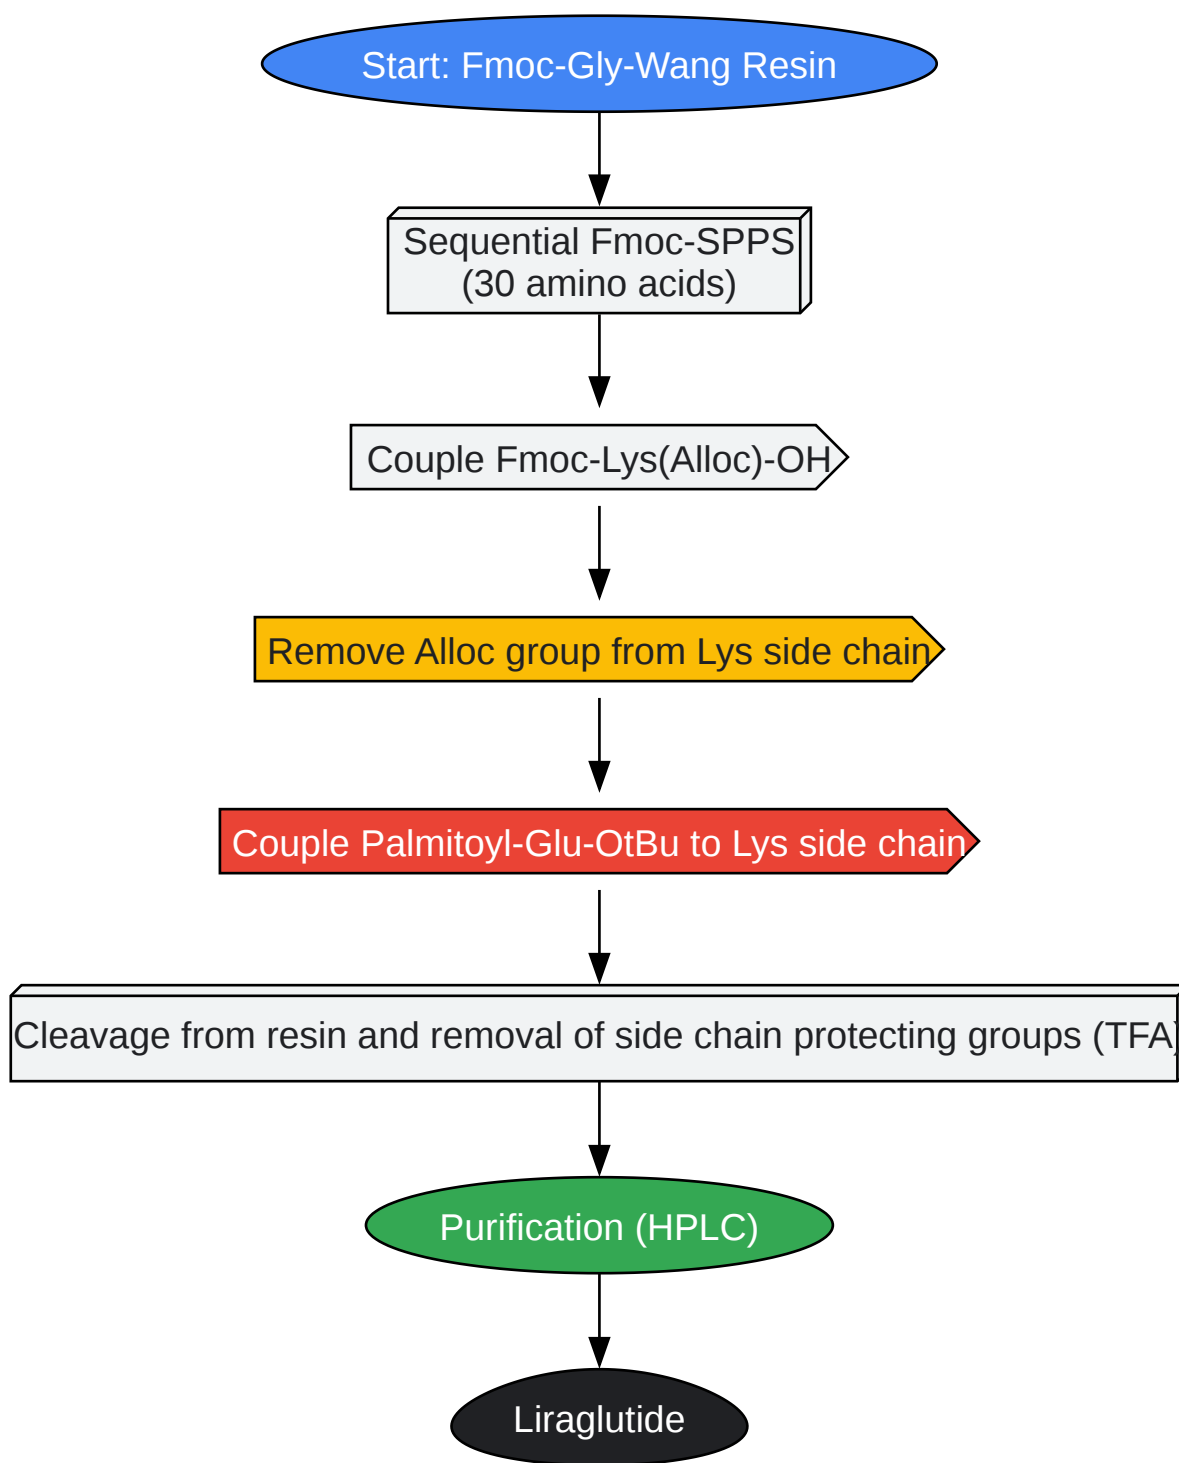 Start: Fmoc-Gly-Wang Resin
Sequential Fmoc-SPPS
(30 amino acids)
Couple Fmoc-Lys(Alloc)-OH
Remove Alloc group from Lys side chain
Couple Palmitoyl-Glu-OtBu to Lys side chain
Cleavage from resin and removal of side chain protecting groups (TFA)
Purification (HPLC)
Liraglutide